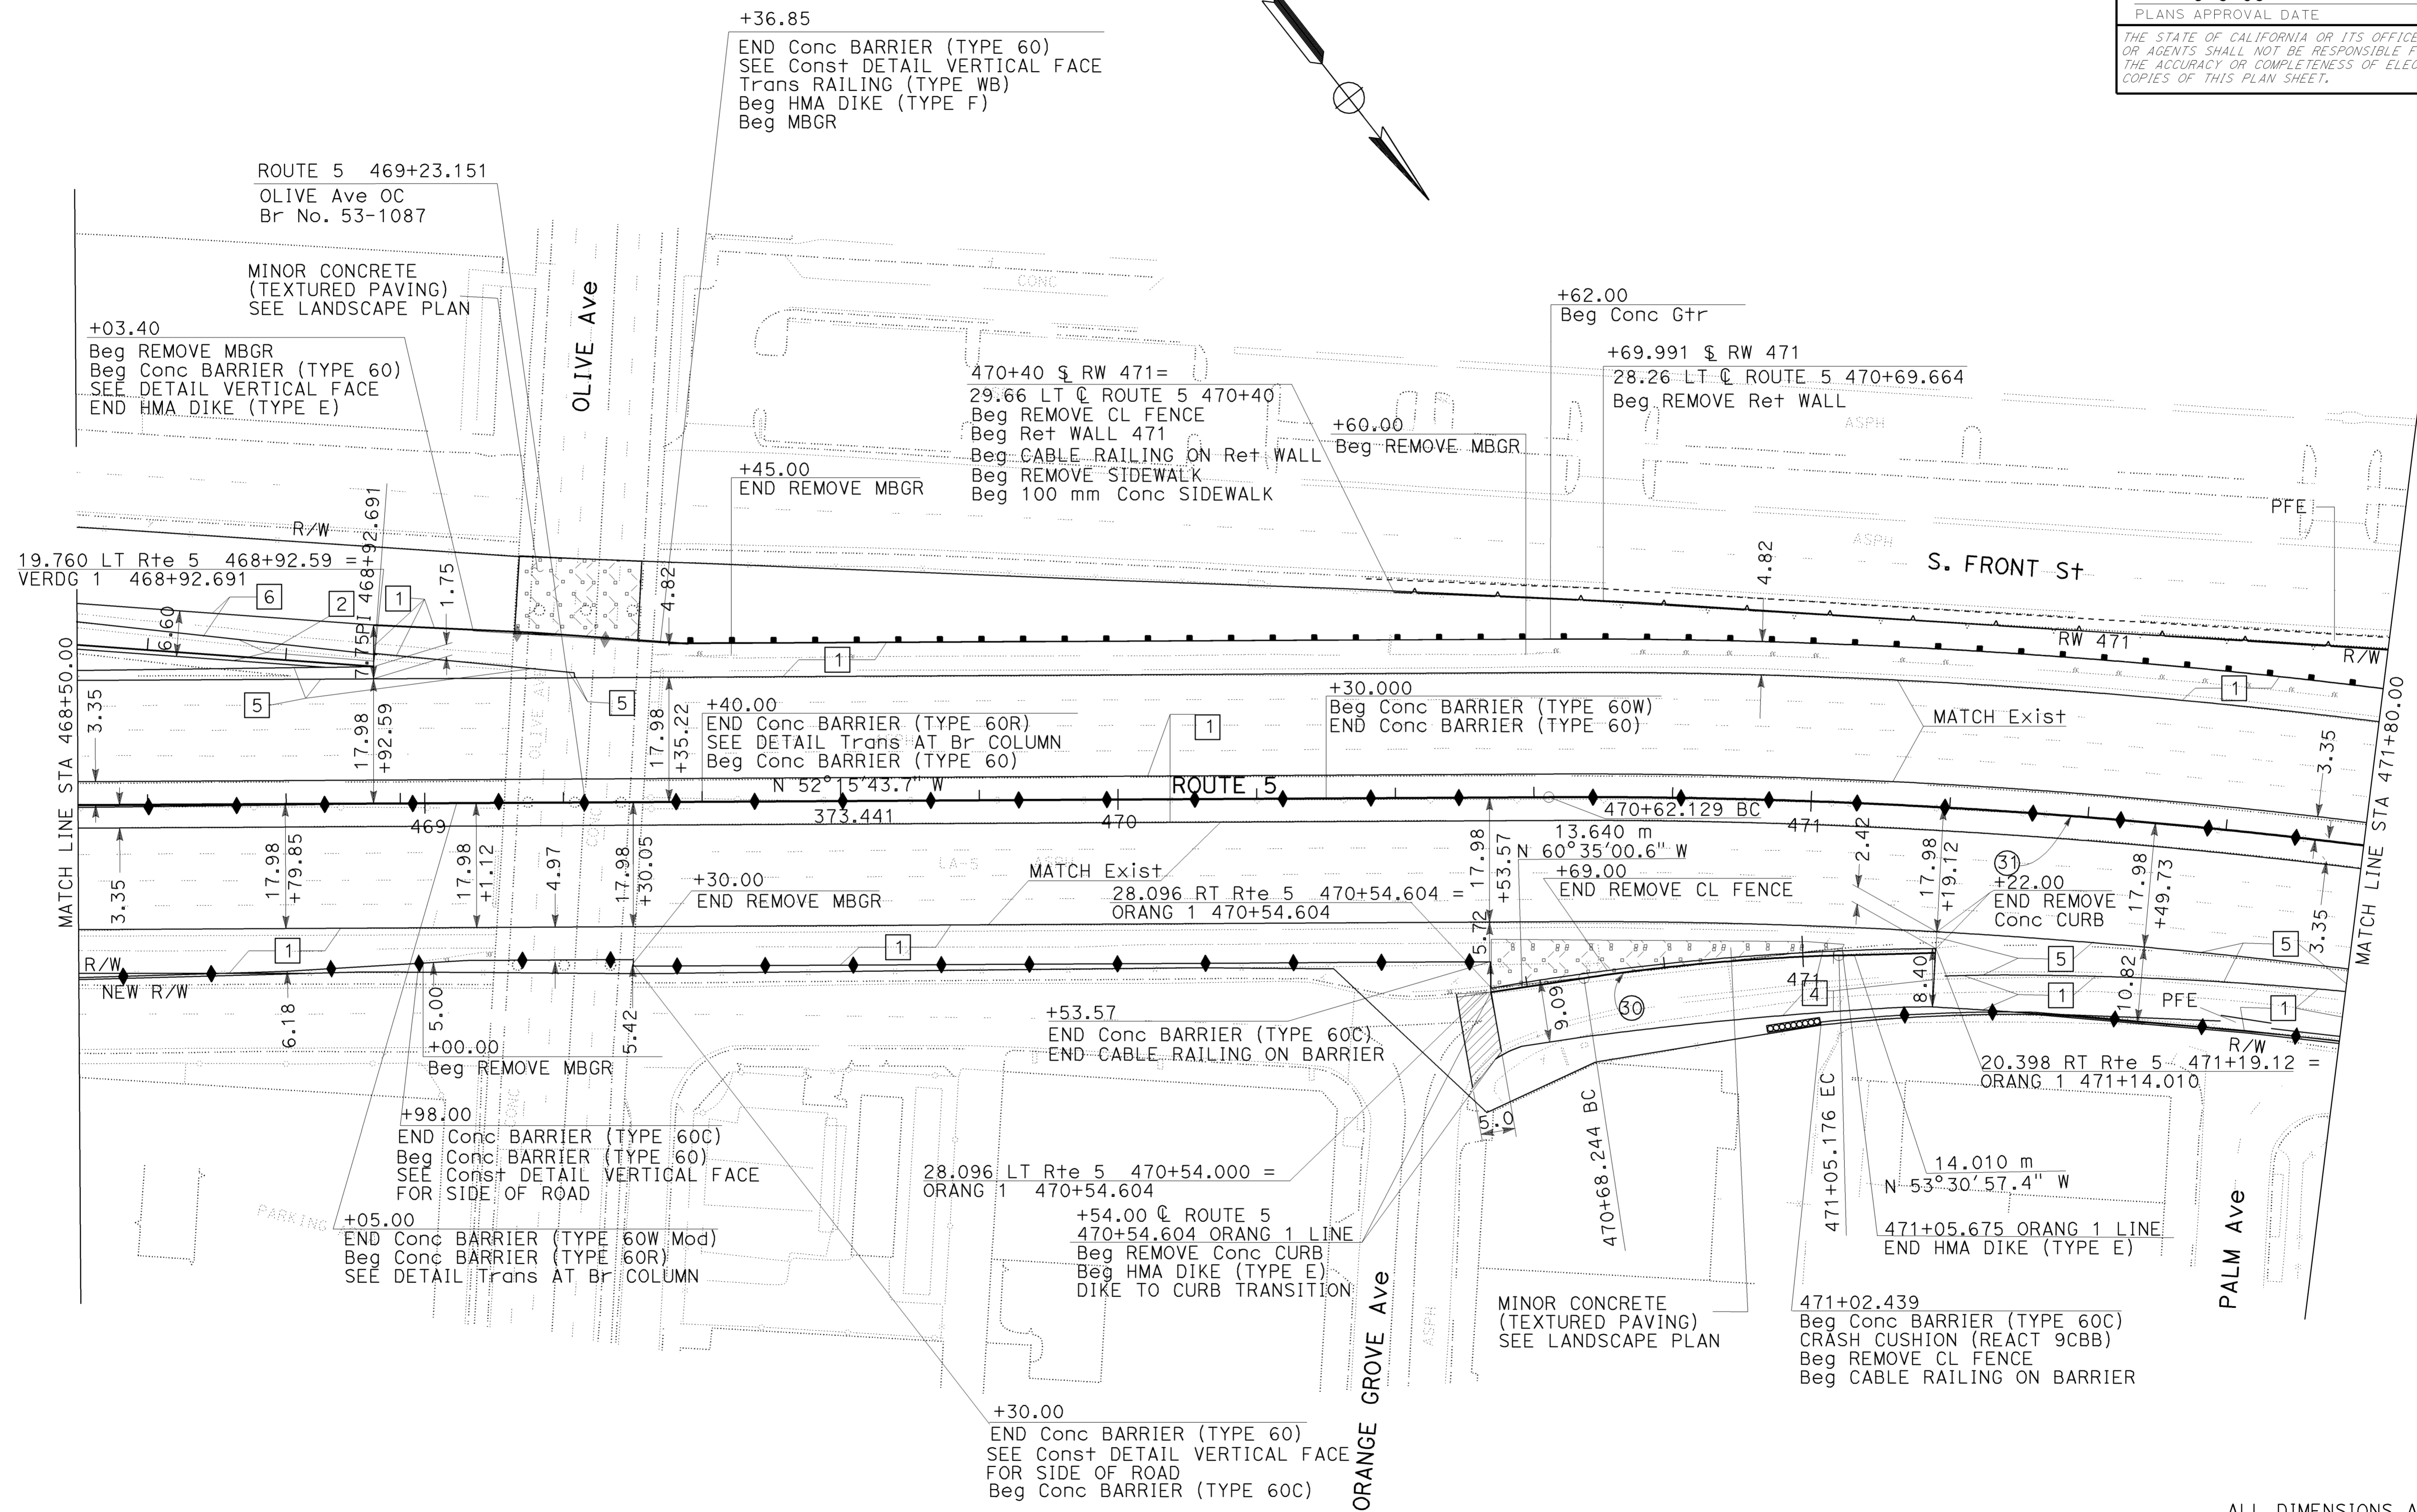 PLANS APPROVAL DATE
THE STATE OF CALIFORNIA OR ITS OFFICE
OR AGENTS SHALL NOT BE RESPONSIBLE F
THE ACCURACY OR COMPLETENESS OF ELEC
COPIES OF THIS PLAN SHEET.
+36.85
END Conc BARRIER (TYPE 60)
SEE Const DETAIL VERTICAL FACE
Trans RAILING (TYPE WB)
Beg HMA DIKE (TYPE F)
Beg MBGR
ROUTE 5 469+23.151
OLIVE Ave OC
Br No. 53-1087
MINOR CONCRETE
(TEXTURED PAVING)
SEE LANDSCAPE PLAN
+03.40
Beg REMOVE MBGR
Beg Conc BARRIER (TYPE 60)
SEE DETAIL VERTICAL FACE
END HMA DIKE (TYPE E)
OLIVE Ave
CONC
+62.00
Beg Conc Gtr
+69.991 SL RW 471
28.26 LT CL ROUTE 5 470+69.664
Beg REMOVE Ret WALL
470+40 SL RW 471=
29.66 LT CL ROUTE 5 470+40
Beg REMOVE CL FENCE
Beg Ret WALL 471
Beg CABLE RAILING ON Ret WALL
Beg REMOVE SIDEWALK
Beg 100 mm Conc SIDEWALK
+60.00
Beg REMOVE MBGR
+45.00
END REMOVE MBGR
ASPH
ASPH
PFE
S. FRONT St
R/W
19.760 LT Rte 5 468+92.59 =
VERDG 1 468+92.691
PI 468+92.691
7.75
1.75
6.60
6
2
1
4.82
4.82
RW 471
R/W
1
1
5
5
OLIVE AVE
MATCH LINE STA 468+50.00
3.35
17.98
+92.59
17.98
+35.22
+40.00
END Conc BARRIER (TYPE 60R)
SEE DETAIL Trans AT Br COLUMN
Beg Conc BARRIER (TYPE 60)
1
+30.000
Beg Conc BARRIER (TYPE 60W)
END Conc BARRIER (TYPE 60)
MATCH Exist
3.35
MATCH LINE STA 471+80.00
N 52°15'43.7" W
ROUTE 5
373.441
469
470
471
470+62.129 BC
CONC
3.35
17.98
+79.85
17.98
+1.12
4.97
17.98
+30.05
LA-5
ASPH
MATCH Exist
17.98
+53.57
13.640 m
N 60°35'00.6" W
2.42
17.98
+19.12
31
17.98
+49.73
3.35
+30.00
END REMOVE MBGR
28.096 RT Rte 5 470+54.604 =
ORANG 1 470+54.604
+69.00
END REMOVE CL FENCE
+22.00
END REMOVE
Conc CURB
R/W
NEW R/W
1
1
5.72
5
5
471
4
8.40
1
10.82
PFE
1
R/W
6.18
5.00
5.42
9.09
30
+53.57
END Conc BARRIER (TYPE 60C)
END CABLE RAILING ON BARRIER
+00.00
Beg REMOVE MBGR
20.398 RT Rte 5 471+19.12 =
ORANG 1 471+14.010
+98.00
END Conc BARRIER (TYPE 60C)
Beg Conc BARRIER (TYPE 60)
SEE Const DETAIL VERTICAL FACE
FOR SIDE OF ROAD
CONC
5.0
470+68.244 BC
471+05.176 EC
28.096 LT Rte 5 470+54.000 =
ORANG 1 470+54.604
14.010 m
N 53°30'57.4" W
PARKING
+05.00
END Conc BARRIER (TYPE 60W Mod)
Beg Conc BARRIER (TYPE 60R)
SEE DETAIL Trans AT Br COLUMN
+54.00 CL ROUTE 5
470+54.604 ORANG 1 LINE
Beg REMOVE Conc CURB
Beg HMA DIKE (TYPE E)
DIKE TO CURB TRANSITION
471+05.675 ORANG 1 LINE
END HMA DIKE (TYPE E)
PALM Ave
ORANGE GROVE Ave
ASPH
MINOR CONCRETE
(TEXTURED PAVING)
SEE LANDSCAPE PLAN
471+02.439
Beg Conc BARRIER (TYPE 60C)
CRASH CUSHION (REACT 9CBB)
Beg REMOVE CL FENCE
Beg CABLE RAILING ON BARRIER
+30.00
END Conc BARRIER (TYPE 60)
SEE Const DETAIL VERTICAL FACE
FOR SIDE OF ROAD
Beg Conc BARRIER (TYPE 60C)